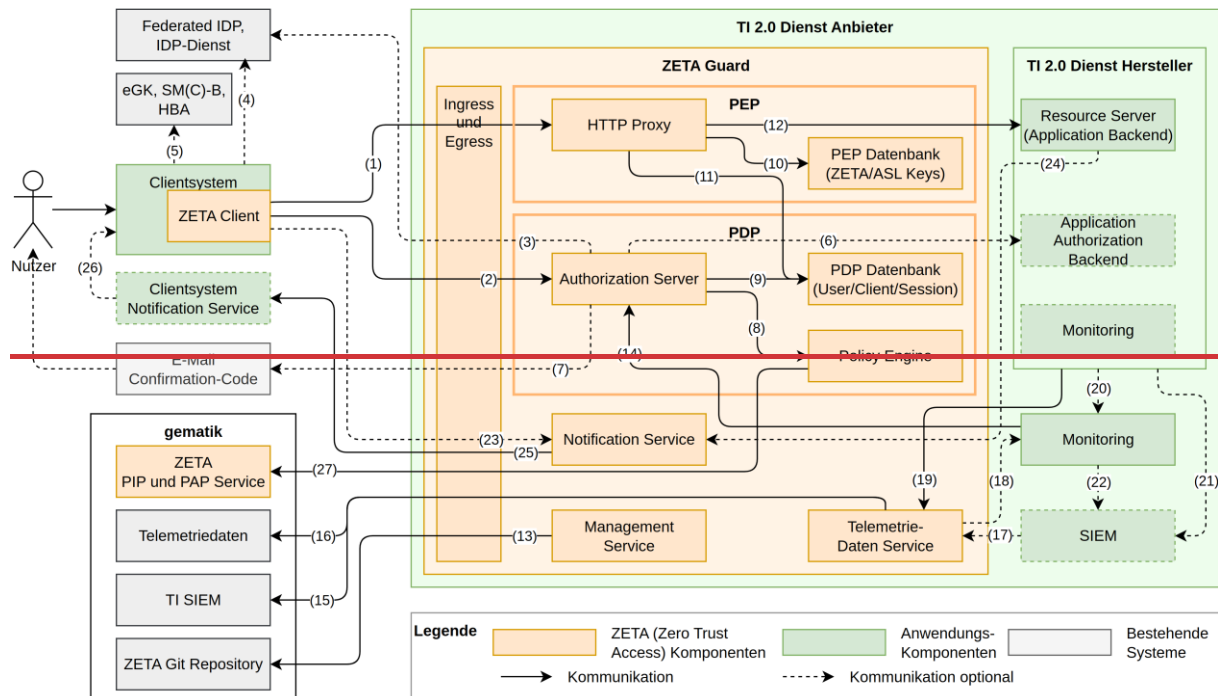 Federated IDP,
IDP-Dienst
eGK, SM(C)-B,
HBA
(4)
(5)
Clientsystem
ZETA Client
Nutzer
(26)
Clientsystem
Notification Service
E-Mail
Confirmation-Code
(1)
(2)
(3)
(7)
TI 2.0 Dienst Anbieter
ZETA Guard
Ingress
und
Egress
PEP
HTTP Proxy
(12)
(10)
(11)
PEP Datenbank
(ZETA/ASL Keys)
PDP
(6)
Authorization Server
(9)
PDP Datenbank
(User/Client/Session)
(8)
(14)
Policy Engine
TI 2.0 Dienst Hersteller
Resource Server
(Application Backend)
(24)
Application
Authorization
Backend
Monitoring
(20)
Monitoring
(18)
(19)
(22)
(21)
SIEM
(17)
(23)
Notification Service
(25)
(27)
Management
Service
(13)
Telemetrie-
Daten Service
gematik
ZETA
PIP und PAP Service
Telemetriedaten
(16)
TI SIEM
(15)
ZETA Git Repository
Legende
ZETA (Zero Trust
Access) Komponenten
Anwendungs-
Komponenten
Bestehende
Systeme
Kommunikation
Kommunikation optional